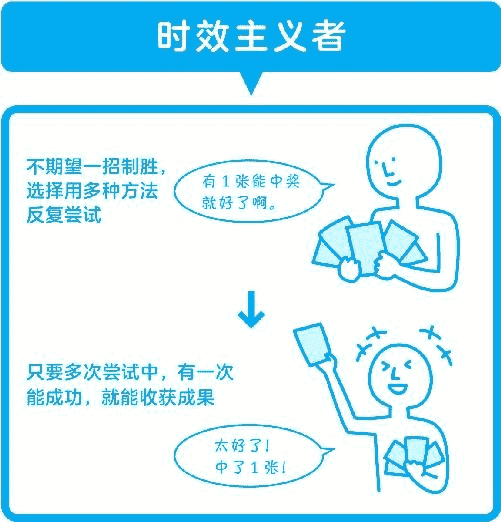 时效主义者
不期望一招制胜，
选择用多种方法
反复尝试
有1张能中奖
就好了啊。
只要多次尝试中，有一次
能成功，就能收获成果
太好了！
中了1张！